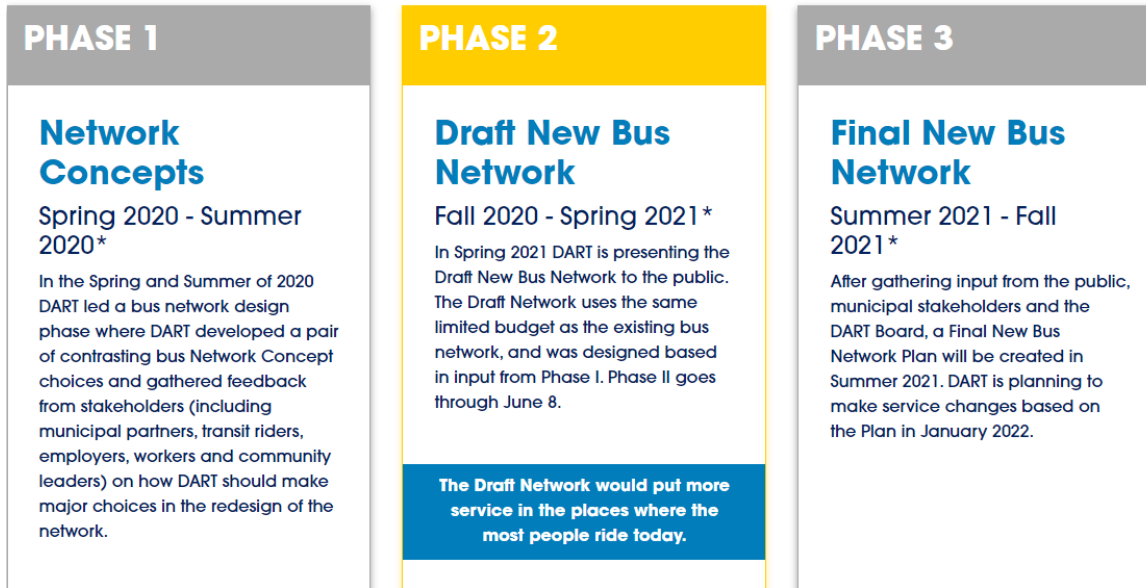 PHASE 1
Network
Concepts
Spring 2020 - Summer
2020*
In the Spring and Summer of 2020
DART led a bus network design
phase where DART developed a pair
of contrasting bus Network Concept
choices and gathered feedback
from stakeholders (including
municipal partners, transit riders,
employers, workers and community
leaders) on how DART should make
major choices in the redesign of the
network.
PHASE 2
Draft New Bus
Network
Fall 2020 - Spring 2021*
In Spring 2021 DART is presenting the
Draft New Bus Network to the public.
The Draft Network uses the same
limited budget as the existing bus
network, and was designed based
in input from Phase I. Phase II goes
through June 8.
The Draft Network would put more
service in the places where the
most people ride today.
PHASE 3
Final New Bus
Network
Summer 2021 - Fall
2021*
After gathering input from the public,
municipal stakeholders and the
DART Board, a Final New Bus
Network Plan will be created in
Summer 2021. DART is planning to
make service changes based on
the Plan in January 2022.